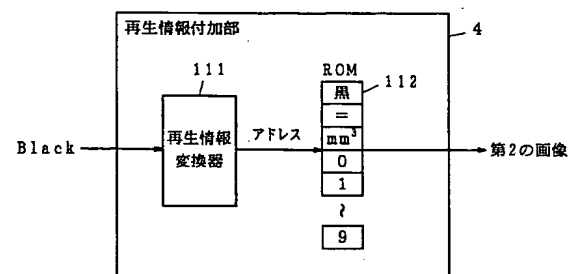 再生情報付加部
4
111
ROM
112
黒
=
mm³
0
1
~
9
Black
再生情報
変換器
アドレス
第2の画像